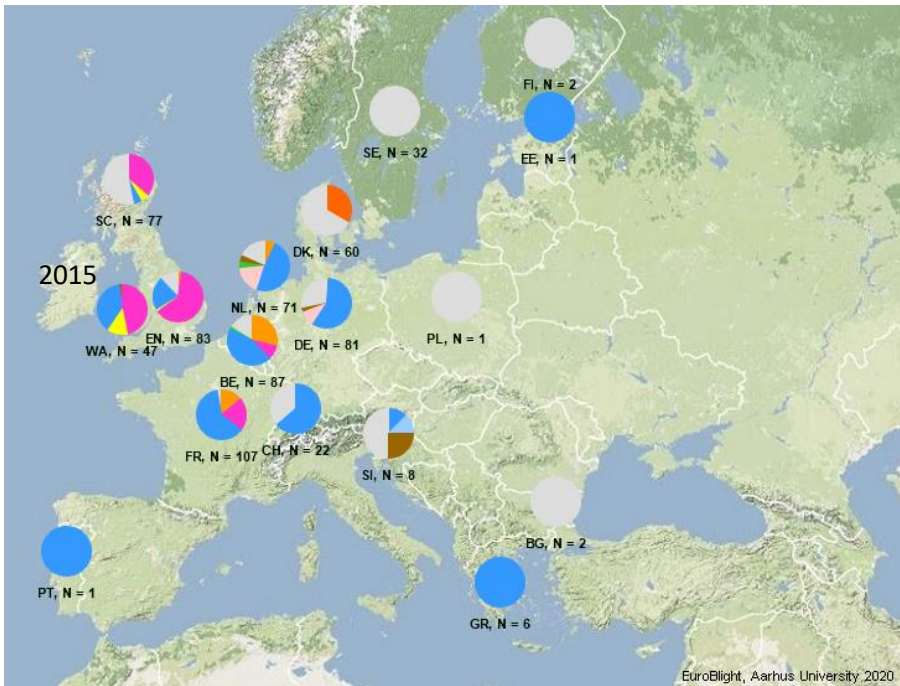 FI, N = 2
SE, N = 32
EE, N = 1
SC, N = 77
DK, N = 60
2015
NL, N = 71
EN, N = 83
DE, N = 81
PL, N = 1
WA, N = 47
BE, N = 87
FR, N = 107
CH, N = 22
SI, N = 8
BG, N = 2
PT, N = 1
GR, N = 6
EuroBlight, Aarhus University 2020